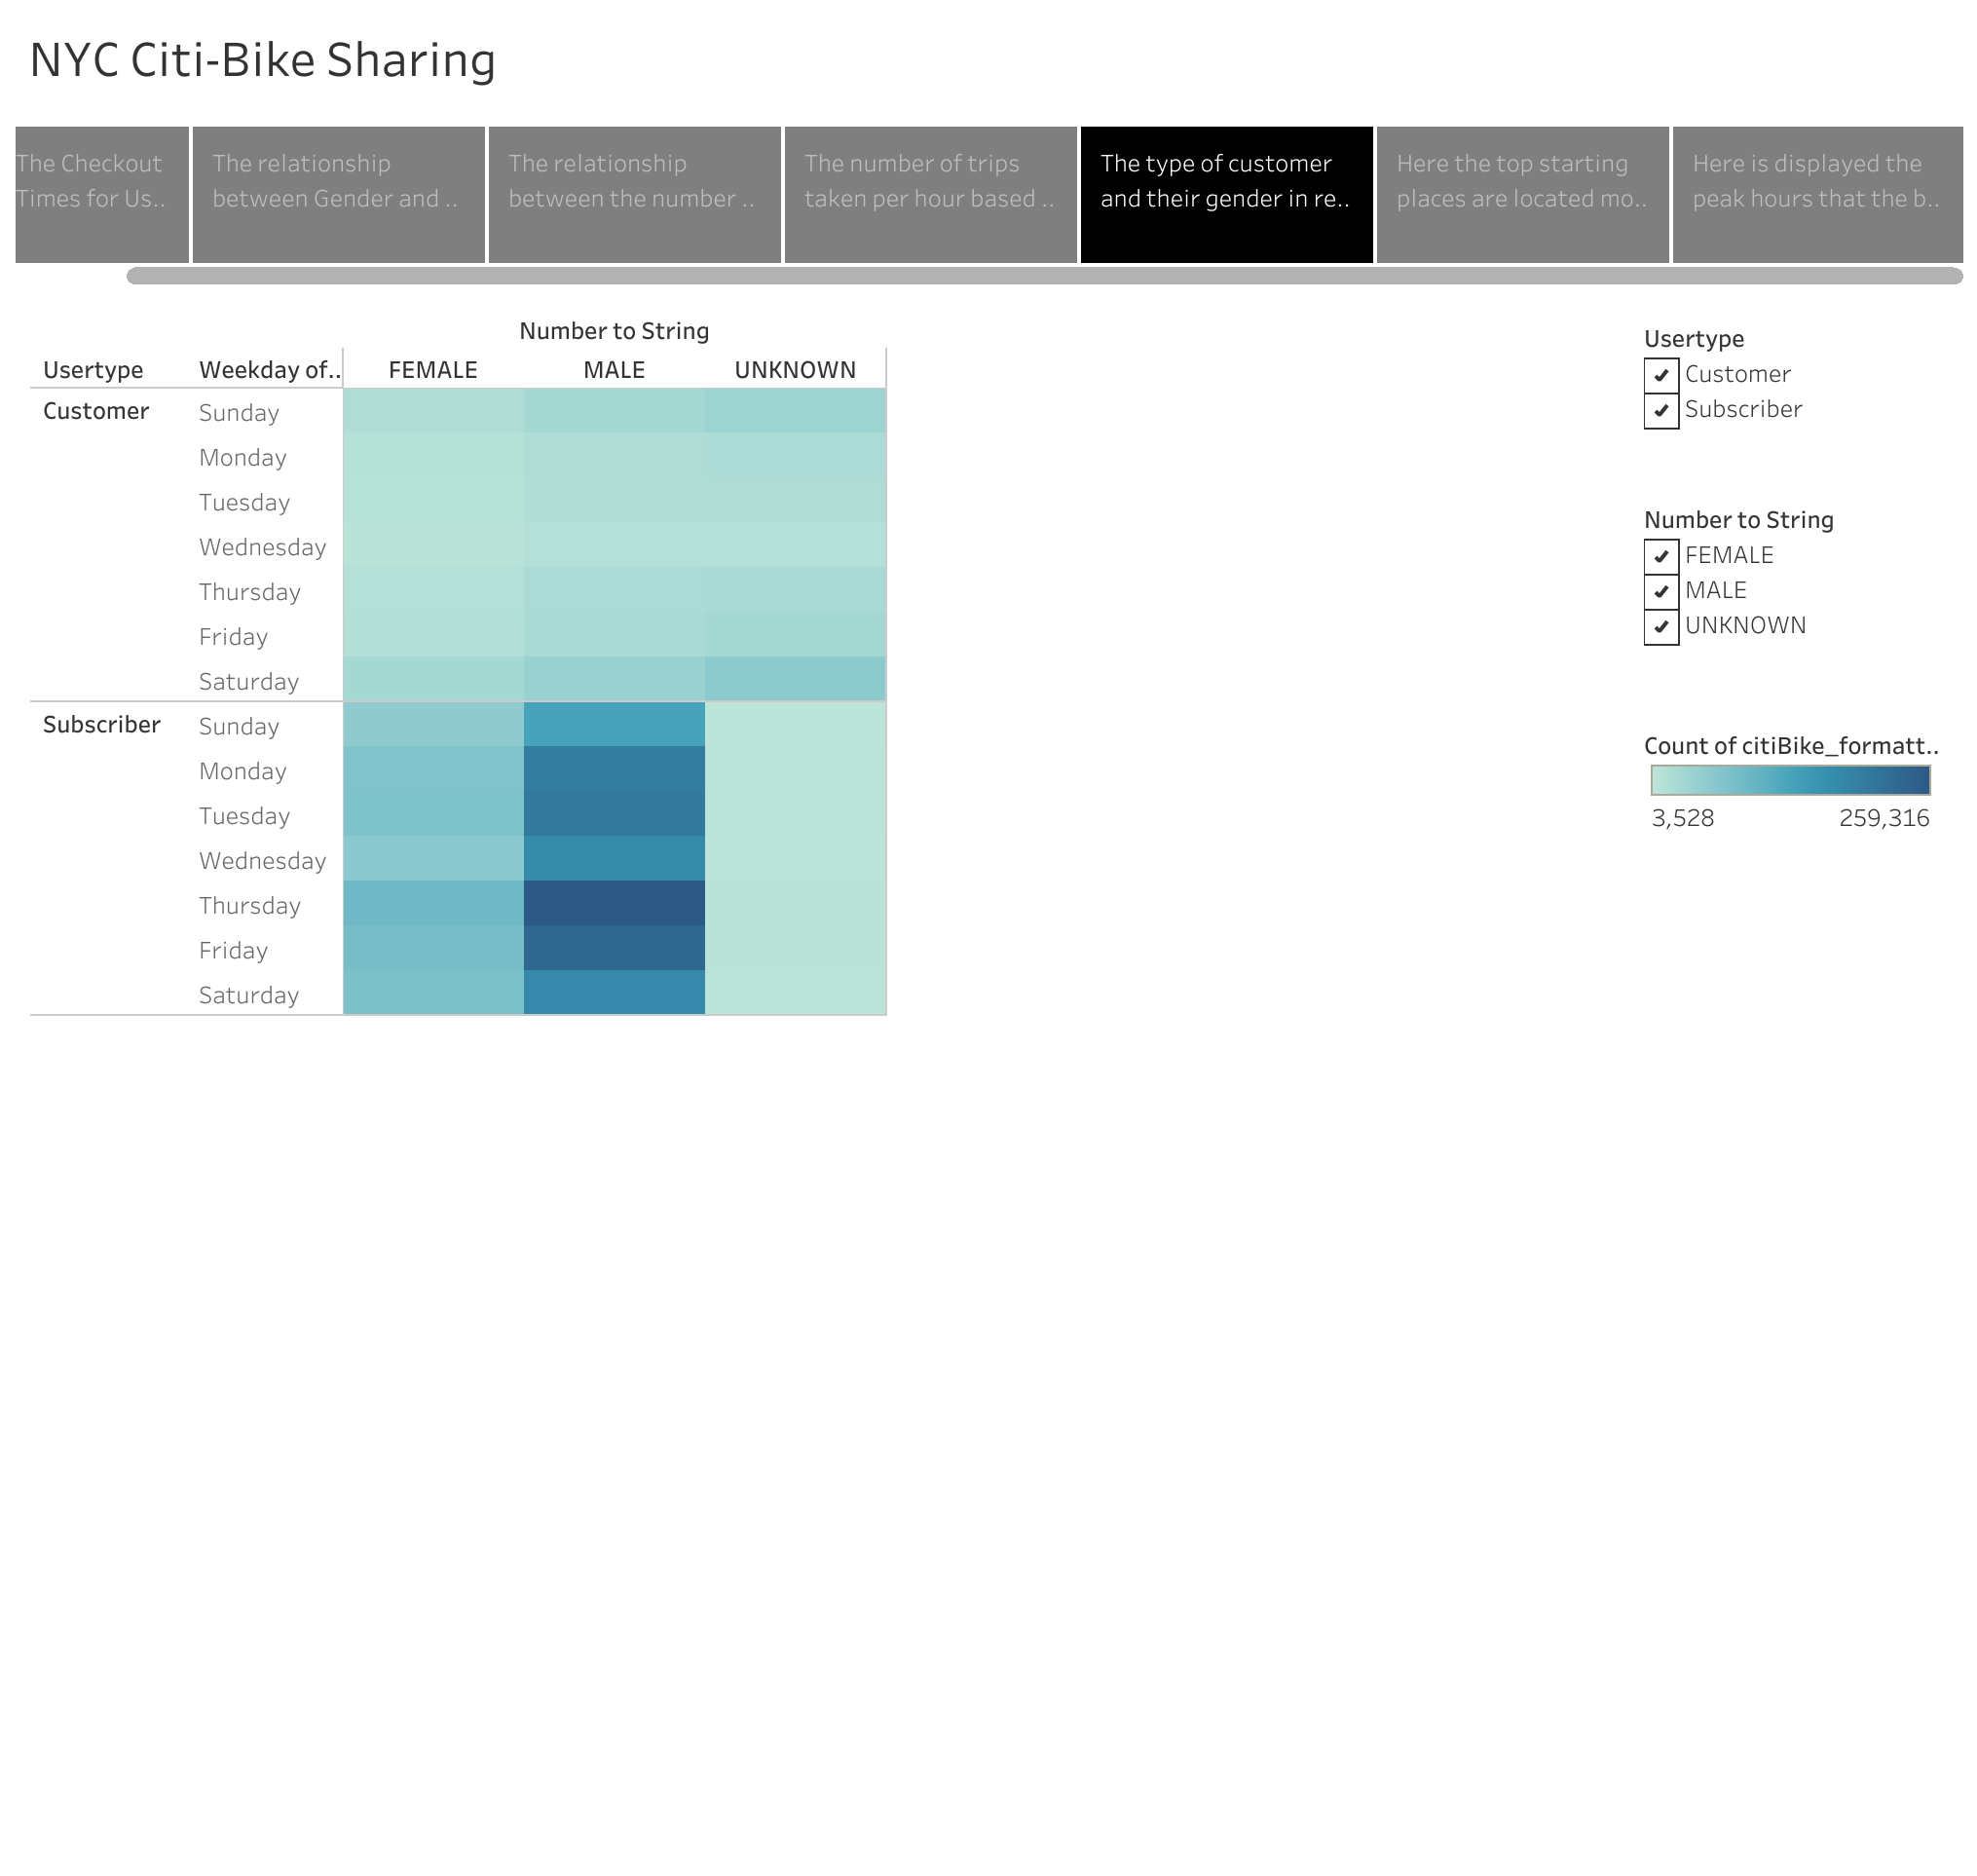 NYC Citi-Bike Sharing
The Checkout
Times for Us..
The relationship
between Gender and ..
The relationship
between the number ..
The number of trips
taken per hour based ..
The type of customer
and their gender in re..
Here the top starting
places are located mo..
Here is displayed the
peak hours that the b..
Number to String
Usertype Weekday of.. FEMALE MALE UNKNOWN
Customer Sunday
Monday
Tuesday
Wednesday
Thursday
Friday
Saturday
Subscriber Sunday
Monday
Tuesday
Wednesday
Thursday
Friday
Saturday
Usertype
Customer
Subscriber
Number to String
FEMALE
MALE
UNKNOWN
Count of citiBike_formatt..
3,528 259,316